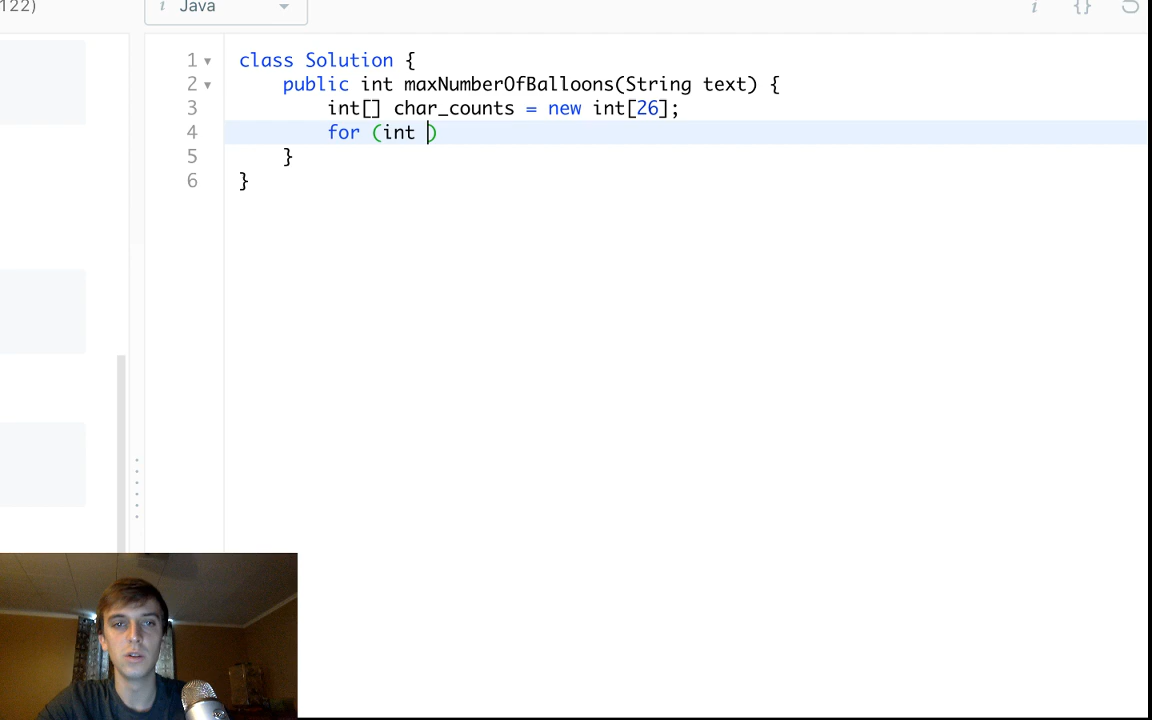 122)
Java
i {}
1 class Solution {
2 public int maxNumberOfBalloons(String text) {
3 int[] char_counts = new int[26];
4 for (int )
5 }
6 }